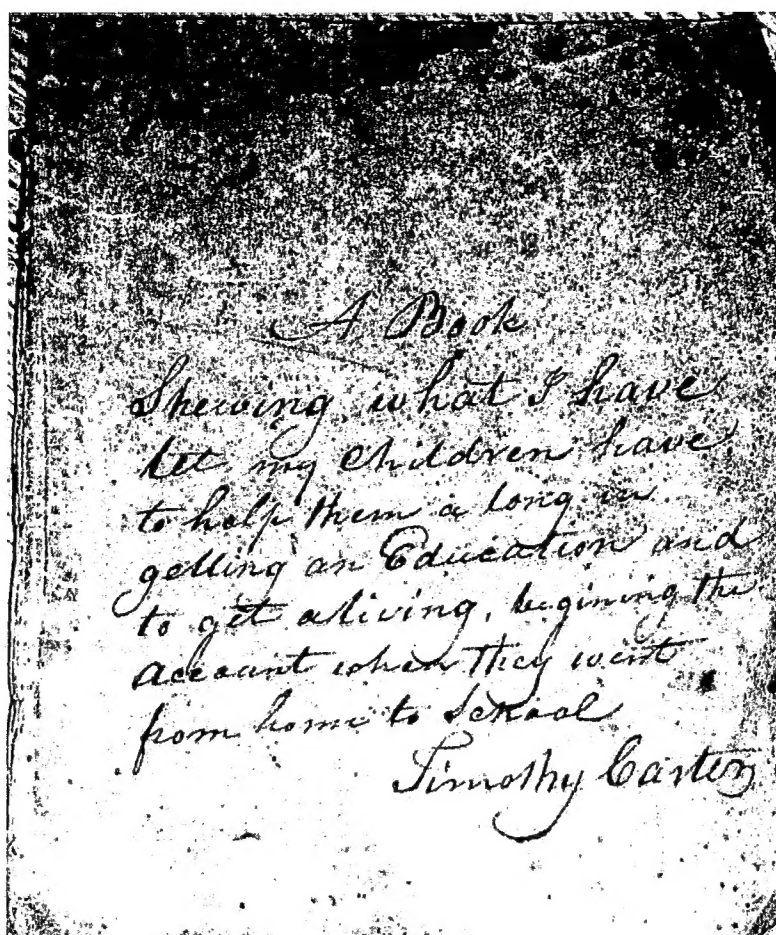 A Book
Shewing what I have
let my Children have
to help them a long in
getting an Education and
to get a living, begining the
account when they went
from home to School
Timothy Carter